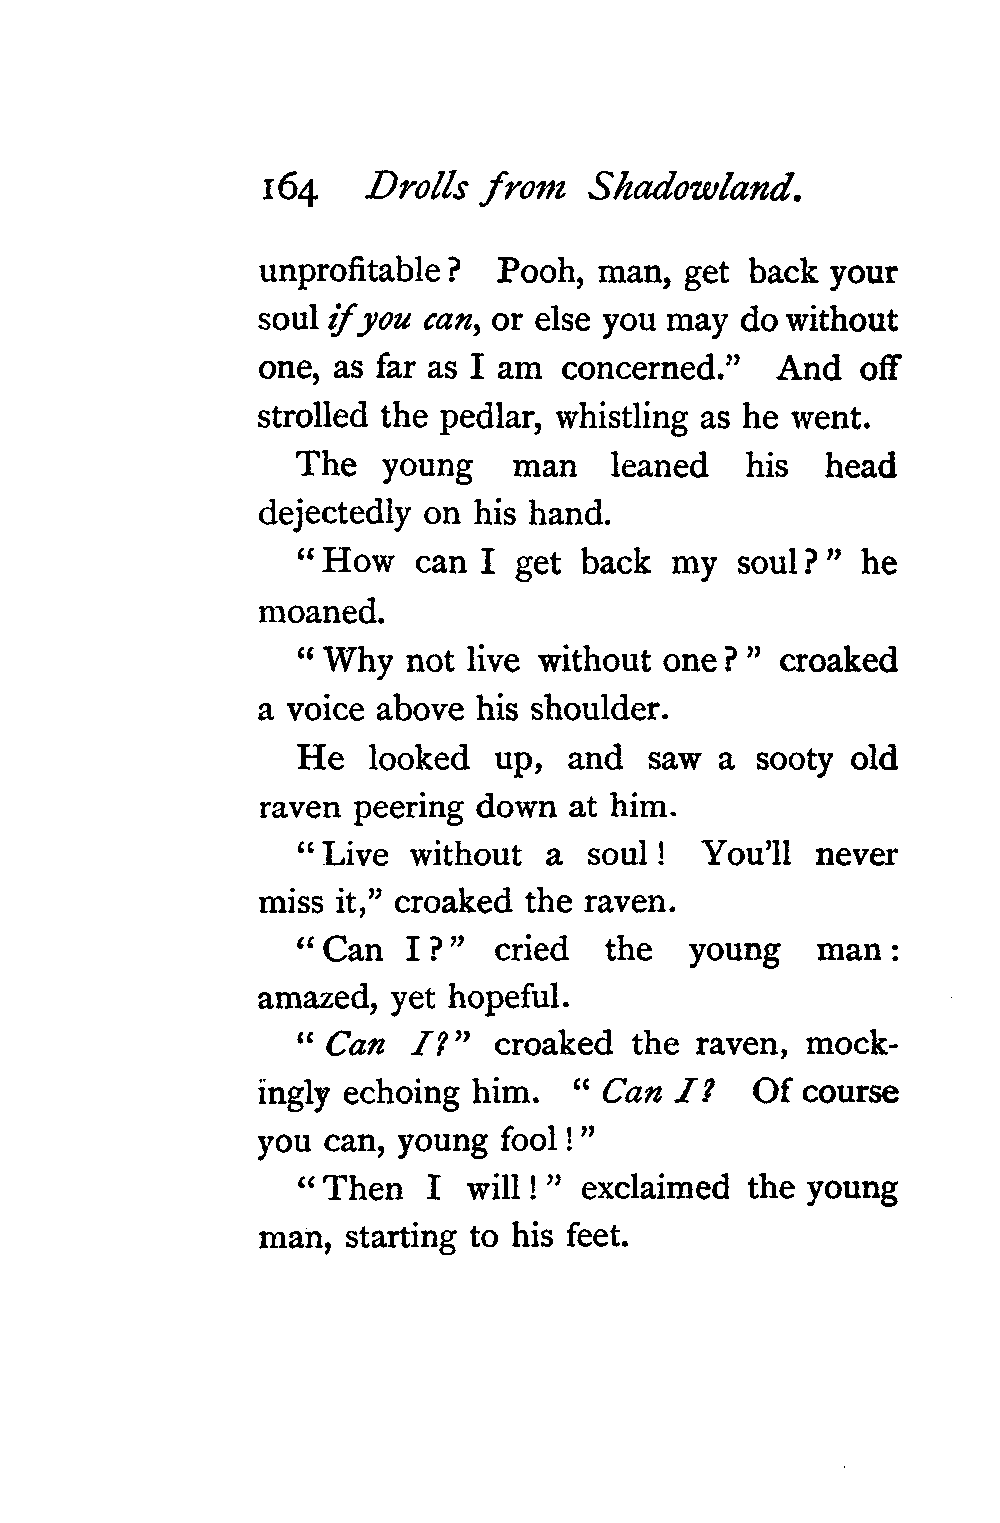 164 Drolls from Shadowland.
unprofitable? Pooh, man, get back your
soul if you can, or else you may do without
one, as far as I am concerned." And off
strolled the pedlar, whistling as he went.
The young man leaned his head
dejectedly on his hand.
"How can I get back my soul?" he
moaned.
"Why not live without one?" croaked
a voice above his shoulder.
He looked up, and saw a sooty old
raven peering down at him.
"Live without a soul! You'll never
miss it," croaked the raven.
"Can I?" cried the young man:
amazed, yet hopeful.
"Can I?" croaked the raven, mock-
ingly echoing him. "Can I? Of course
you can, young fool!"
"Then I will!" exclaimed the young
man, starting to his feet.